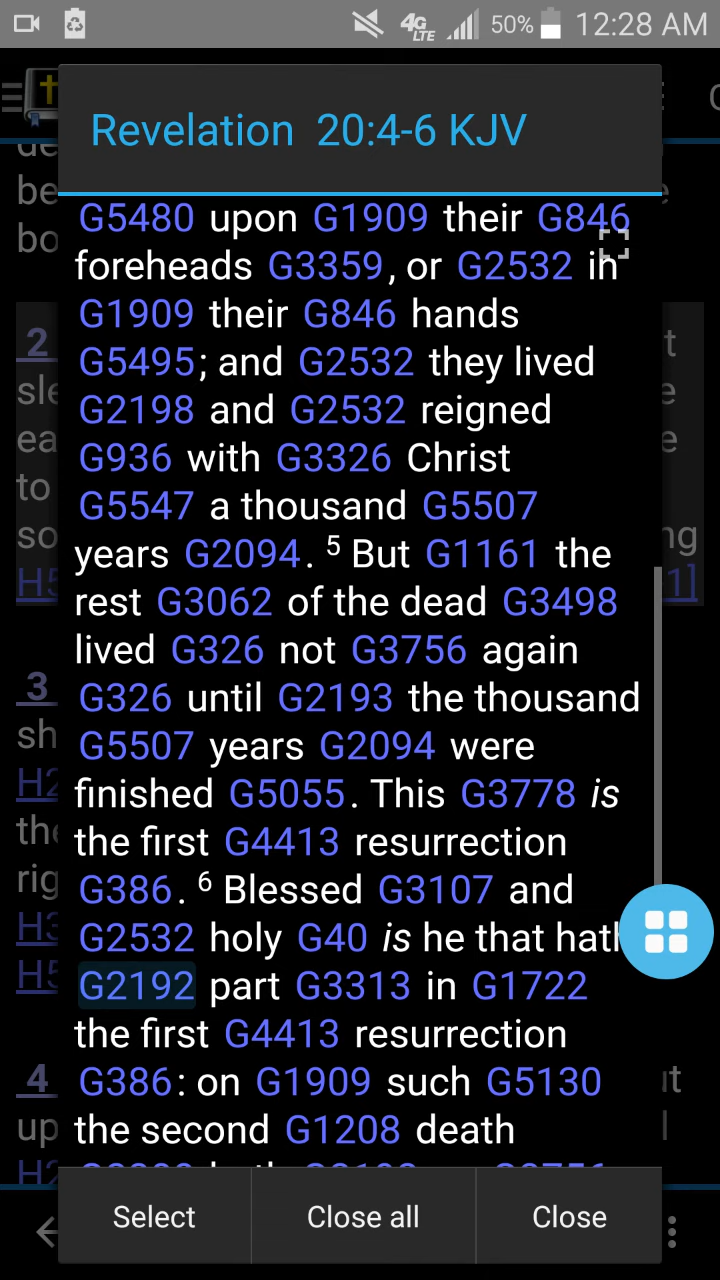 4G LTE 50% 12:28 AM
Revelation 20:4-6 KJV
G5480 upon G1909 their G846
foreheads G3359, or G2532 in
G1909 their G846 hands
G5495; and G2532 they lived
G2198 and G2532 reigned
G936 with G3326 Christ
G5547 a thousand G5507
years G2094. 5 But G1161 the
rest G3062 of the dead G3498
lived G326 not G3756 again
G326 until G2193 the thousand
G5507 years G2094 were
finished G5055. This G3778 is
the first G4413 resurrection
G386. 6 Blessed G3107 and
G2532 holy G40 is he that hath
G2192 part G3313 in G1722
the first G4413 resurrection
G386: on G1909 such G5130
the second G1208 death
Select Close all Close
2
3
4